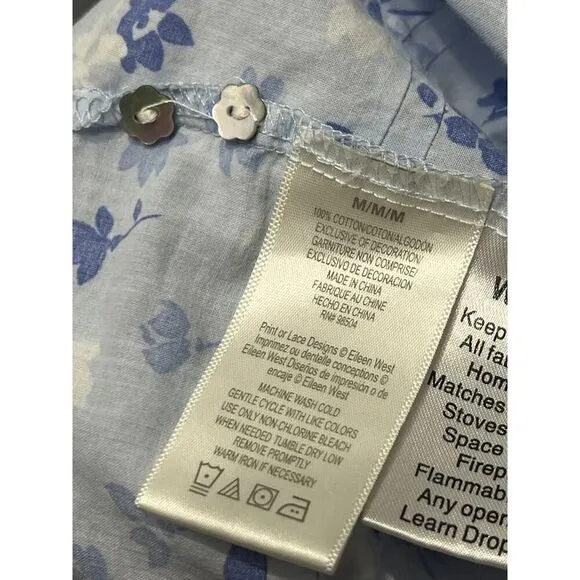 M/M/M
100% COTTON/COTON/ALGODÓN
EXCLUSIVE OF DECORATION/
GARNITURE NON COMPRISE/
EXCLUSIVO DE DECORACION
MADE IN CHINA
FABRIQUE AU CHINE
HECHO EN CHINA
RN# 98504
Print or Lace Designs © Eileen West
Imprimez ou dentelle conceptions ©
Eileen West Diseños de impresión o de
encaje © Eileen West
MACHINE WASH COLD
GENTLE CYCLE WITH LIKE COLORS
USE ONLY NON-CHLORINE BLEACH
WHEN NEEDED TUMBLE DRY LOW
REMOVE PROMPTLY
WARM IRON IF NECESSARY
W
Keep
All fa
Hom
Matches
Stoves
Space
Firep
Flammab
Any open
Learn Drop